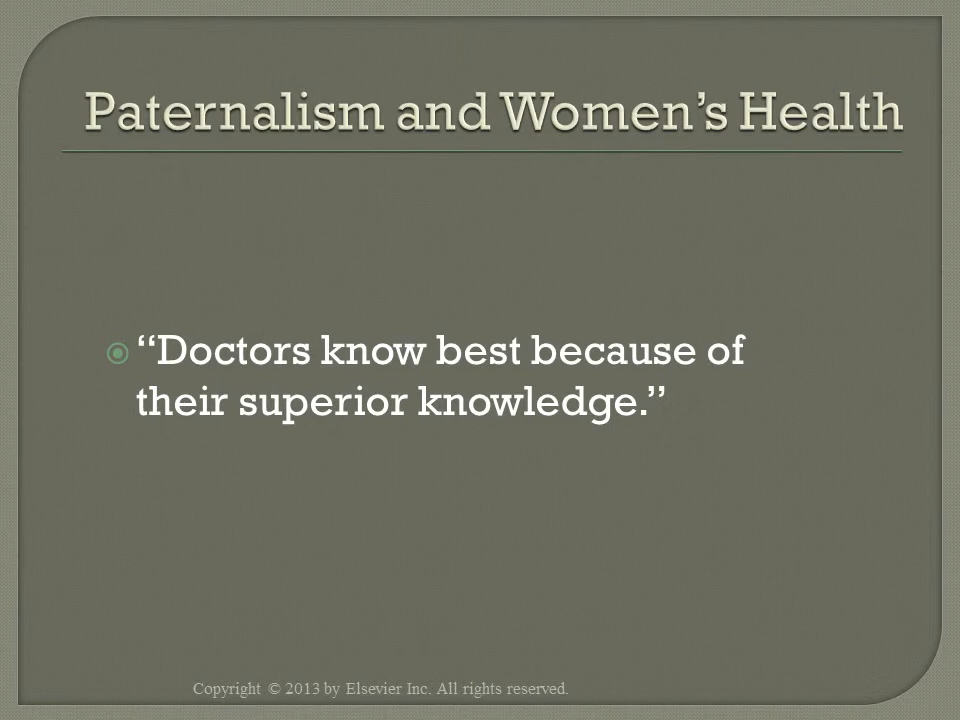 Paternalism and Women’s Health
“Doctors know best because of
their superior knowledge.”
Copyright © 2013 by Elsevier Inc. All rights reserved.